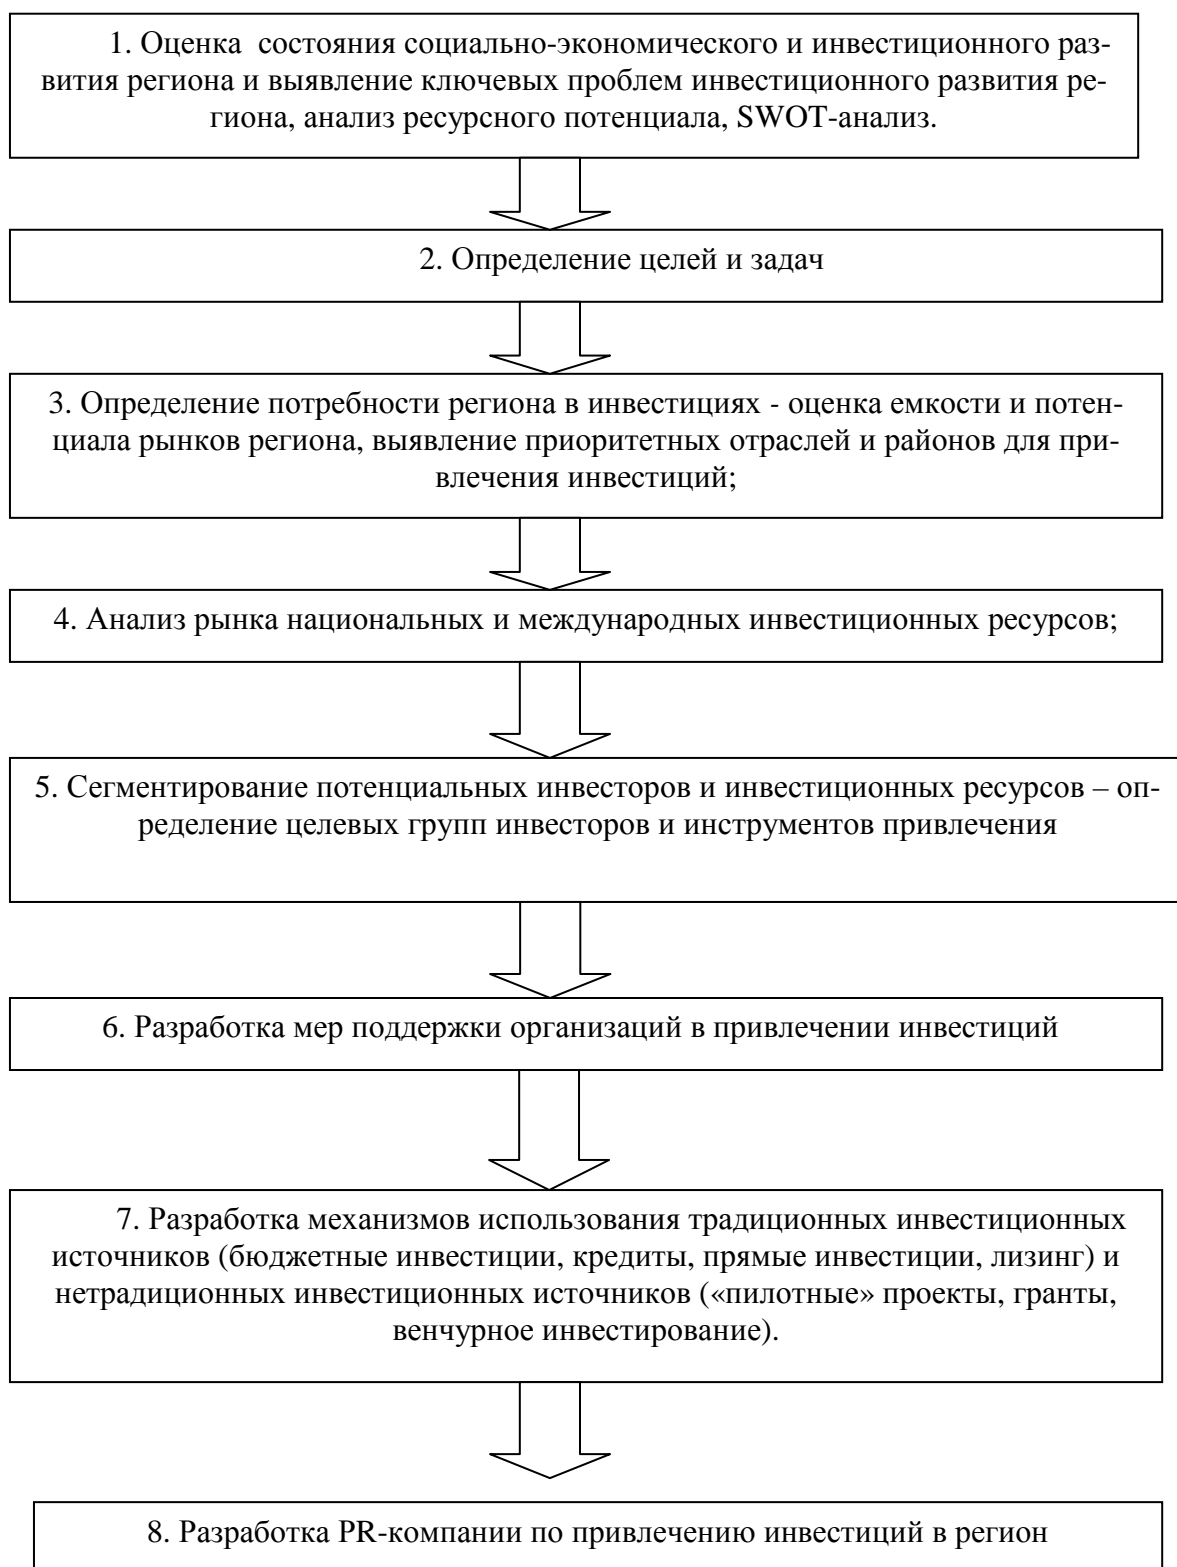 1. Оценка  состояния социально-экономического и инвестиционного раз-
вития региона и выявление ключевых проблем инвестиционного развития ре-
гиона, анализ ресурсного потенциала, SWOT-анализ.
2. Определение целей и задач
3. Определение потребности региона в инвестициях - оценка емкости и потен-
циала рынков региона, выявление приоритетных отраслей и районов для при-
влечения инвестиций;
4. Анализ рынка национальных и международных инвестиционных ресурсов;
5. Сегментирование потенциальных инвесторов и инвестиционных ресурсов – оп-
ределение целевых групп инвесторов и инструментов привлечения
6. Разработка мер поддержки организаций в привлечении инвестиций
7. Разработка механизмов использования традиционных инвестиционных
источников (бюджетные инвестиции, кредиты, прямые инвестиции, лизинг) и
нетрадиционных инвестиционных источников («пилотные» проекты, гранты,
венчурное инвестирование).
8. Разработка PR-компании по привлечению инвестиций в регион